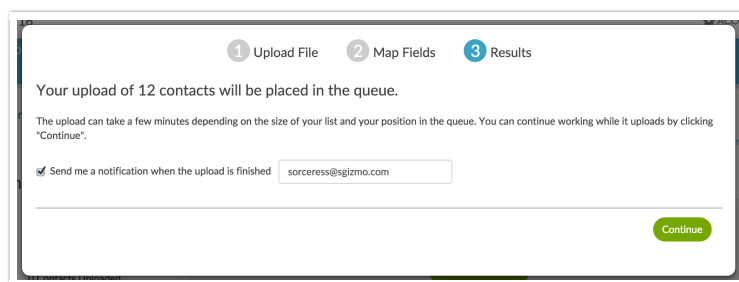 1 Upload File 2 Map Fields 3 Results
Your upload of 12 contacts will be placed in the queue.
The upload can take a few minutes depending on the size of your list and your position in the queue. You can continue working while it uploads by clicking
"Continue".
Send me a notification when the upload is finished sorceress@sgizmo.com
Continue
0 Contacts Uploaded